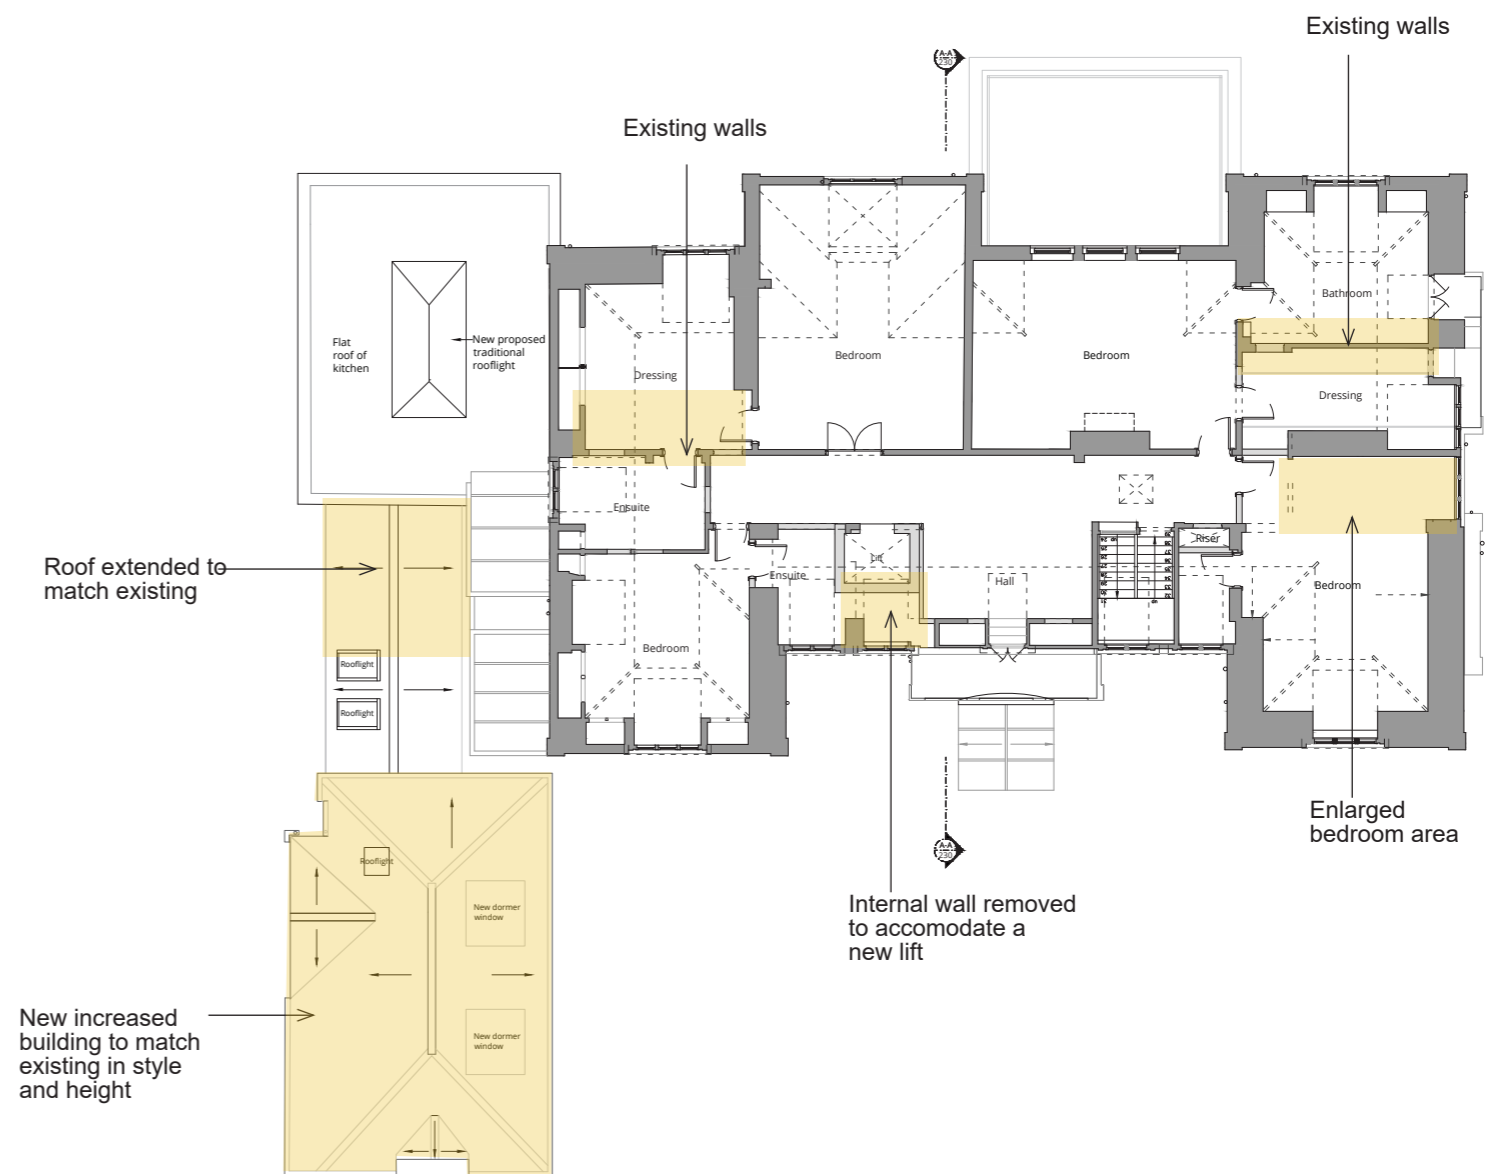 Existing walls
A-A
230
Existing walls
Flat
roof of
kitchen
New proposed
traditional
rooflight
Bathroom
Bedroom
Bedroom
Dressing
Dressing
Ensuite
Riser
Lift
Ensuite
Hall
Bedroom
Roof extended to
match existing
Bedroom
Rooflight
Rooflight
Enlarged
bedroom area
A-A
230
Rooflight
Internal wall removed
to accomodate a
new lift
New dormer
window
New increased
building to match
existing in style
and height
New dormer
window